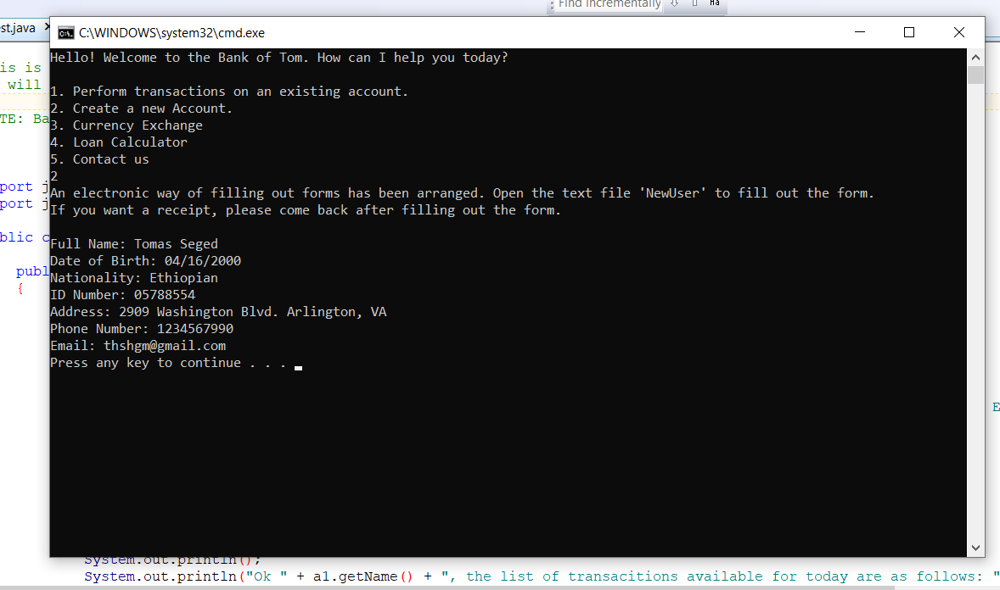 Find incrementally
st.java
C:\WINDOWS\system32\cmd.exe
Hello! Welcome to the Bank of Tom. How can I help you today?
is is
will
1. Perform transactions on an existing account.
2. Create a new Account.
TE: Ba
3. Currency Exchange
4. Loan Calculator
5. Contact us
2
port j
An electronic way of filling out forms has been arranged. Open the text file 'NewUser' to fill out the form.
port j
If you want a receipt, please come back after filling out the form.
blic c
Full Name: Tomas Seged
Date of Birth: 04/16/2000
publ
Nationality: Ethiopian
{
ID Number: 05788554
Address: 2909 Washington Blvd. Arlington, VA
Phone Number: 1234567990
Email: thshgm@gmail.com
Press any key to continue . . .
E
System.out.println();
System.out.println("Ok " + a1.getName() + ", the list of transacitions available for today are as follows: "